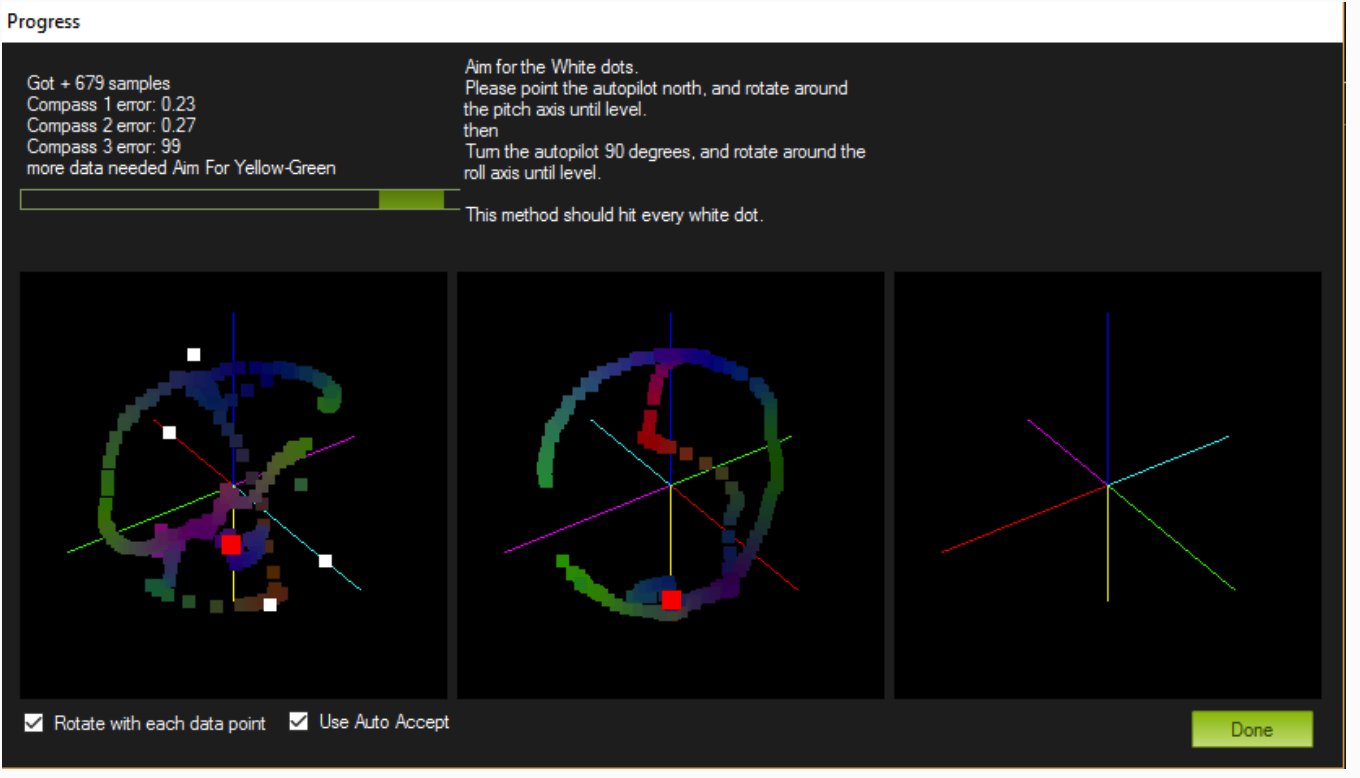 Progress
Got + 679 samples
Compass 1 error: 0.23
Compass 2 error: 0.27
Compass 3 error: 99
more data needed Aim For Yellow-Green
Aim for the White dots.
Please point the autopilot north, and rotate around
the pitch axis until level.
then
Turn the autopilot 90 degrees, and rotate around the
roll axis until level.
This method should hit every white dot.
Rotate with each data point
Use Auto Accept
Done